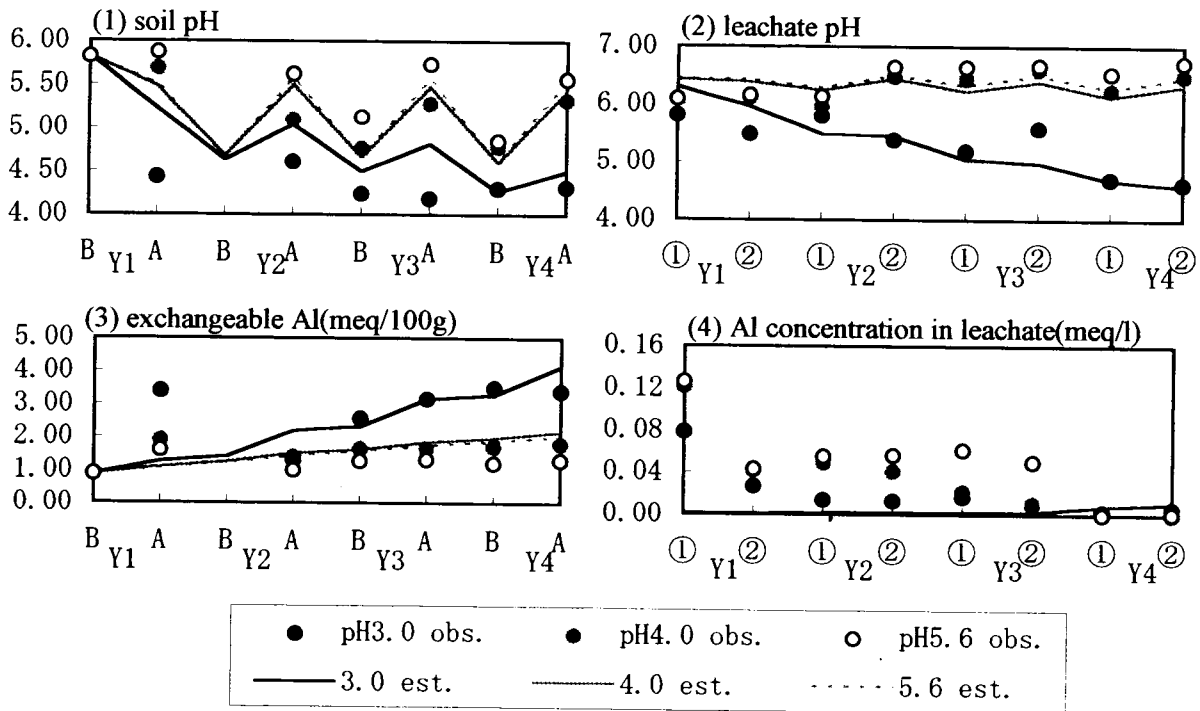 (1) soil pH
6.00
5.50
5.00
4.50
4.00
B Y1 A B Y2 A B Y3 A B Y4 A
(2) leachate pH
7.00
6.00
5.00
4.00
① Y1 ② ① Y2 ② ① Y3 ② ① Y4 ②
(3) exchangeable Al(meq/100g)
5.00
4.00
3.00
2.00
1.00
0.00
B Y1 A B Y2 A B Y3 A B Y4 A
(4) Al concentration in leachate(meq/l)
0.16
0.12
0.08
0.04
0.00
① Y1 ② ① Y2 ② ① Y3 ② ① Y4 ②
pH3.0 obs. pH4.0 obs. pH5.6 obs.
3.0 est. 4.0 est. 5.6 est.